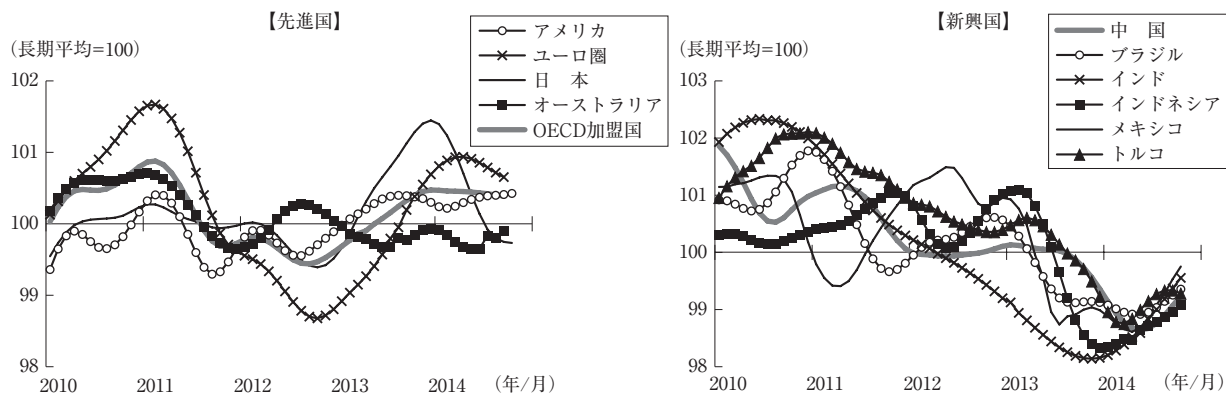 【先進国】
(長期平均=100)
アメリカ
ユーロ圏
日　本
オーストラリア
OECD加盟国
102
101
100
99
98
2010 2011 2012 2013 2014 (年/月)
【新興国】
(長期平均=100)
中　国
ブラジル
インド
インドネシア
メキシコ
トルコ
103
102
101
100
99
98
2010 2011 2012 2013 2014 (年/月)